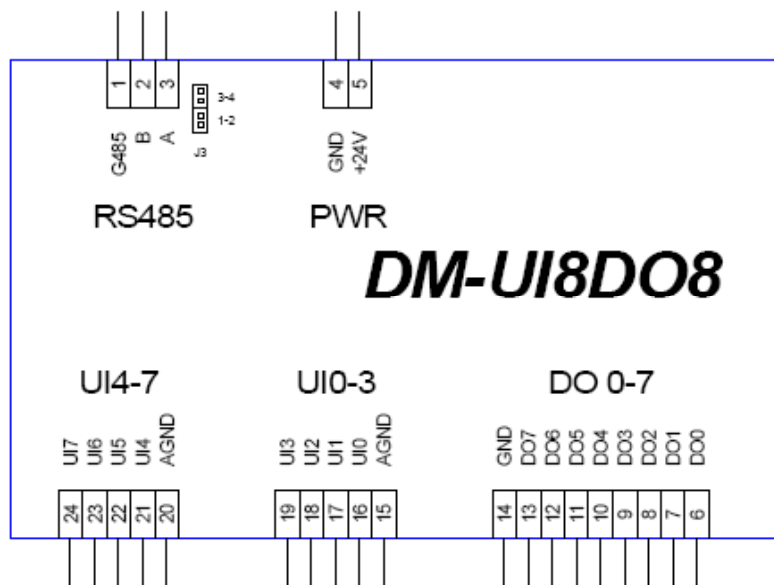 1 2 3 4 5
3-4
1-2
J3
G485 B A GND +24V
RS485 PWR
DM-UI8DO8
UI4-7 UI0-3 DO 0-7
UI7 UI6 UI5 UI4 AGND UI3 UI2 UI1 UI0 AGND GND DO7 DO6 DO5 DO4 DO3 DO2 DO1 DO0
24 23 22 21 20 19 18 17 16 15 14 13 12 11 10 9 8 7 6